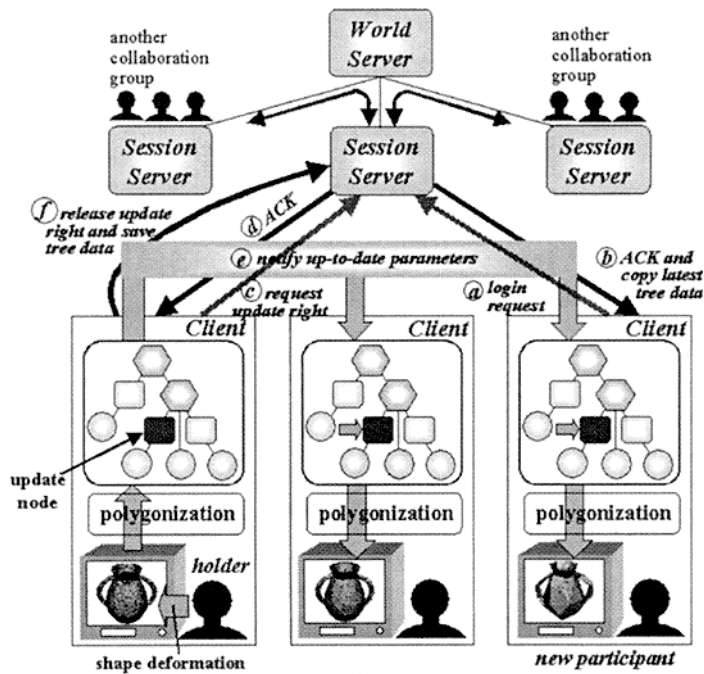 another
collaboration
group
World
Server
another
collaboration
group
Session
Server
Session
Server
Session
Server
f release update
right and save
tree data
d ACK
e notify up-to-date parameters
b ACK and
copy latest
tree data
c request
update right
a login
request
Client
Client
Client
update
node
polygonization
polygonization
polygonization
holder
shape deformation
new participant